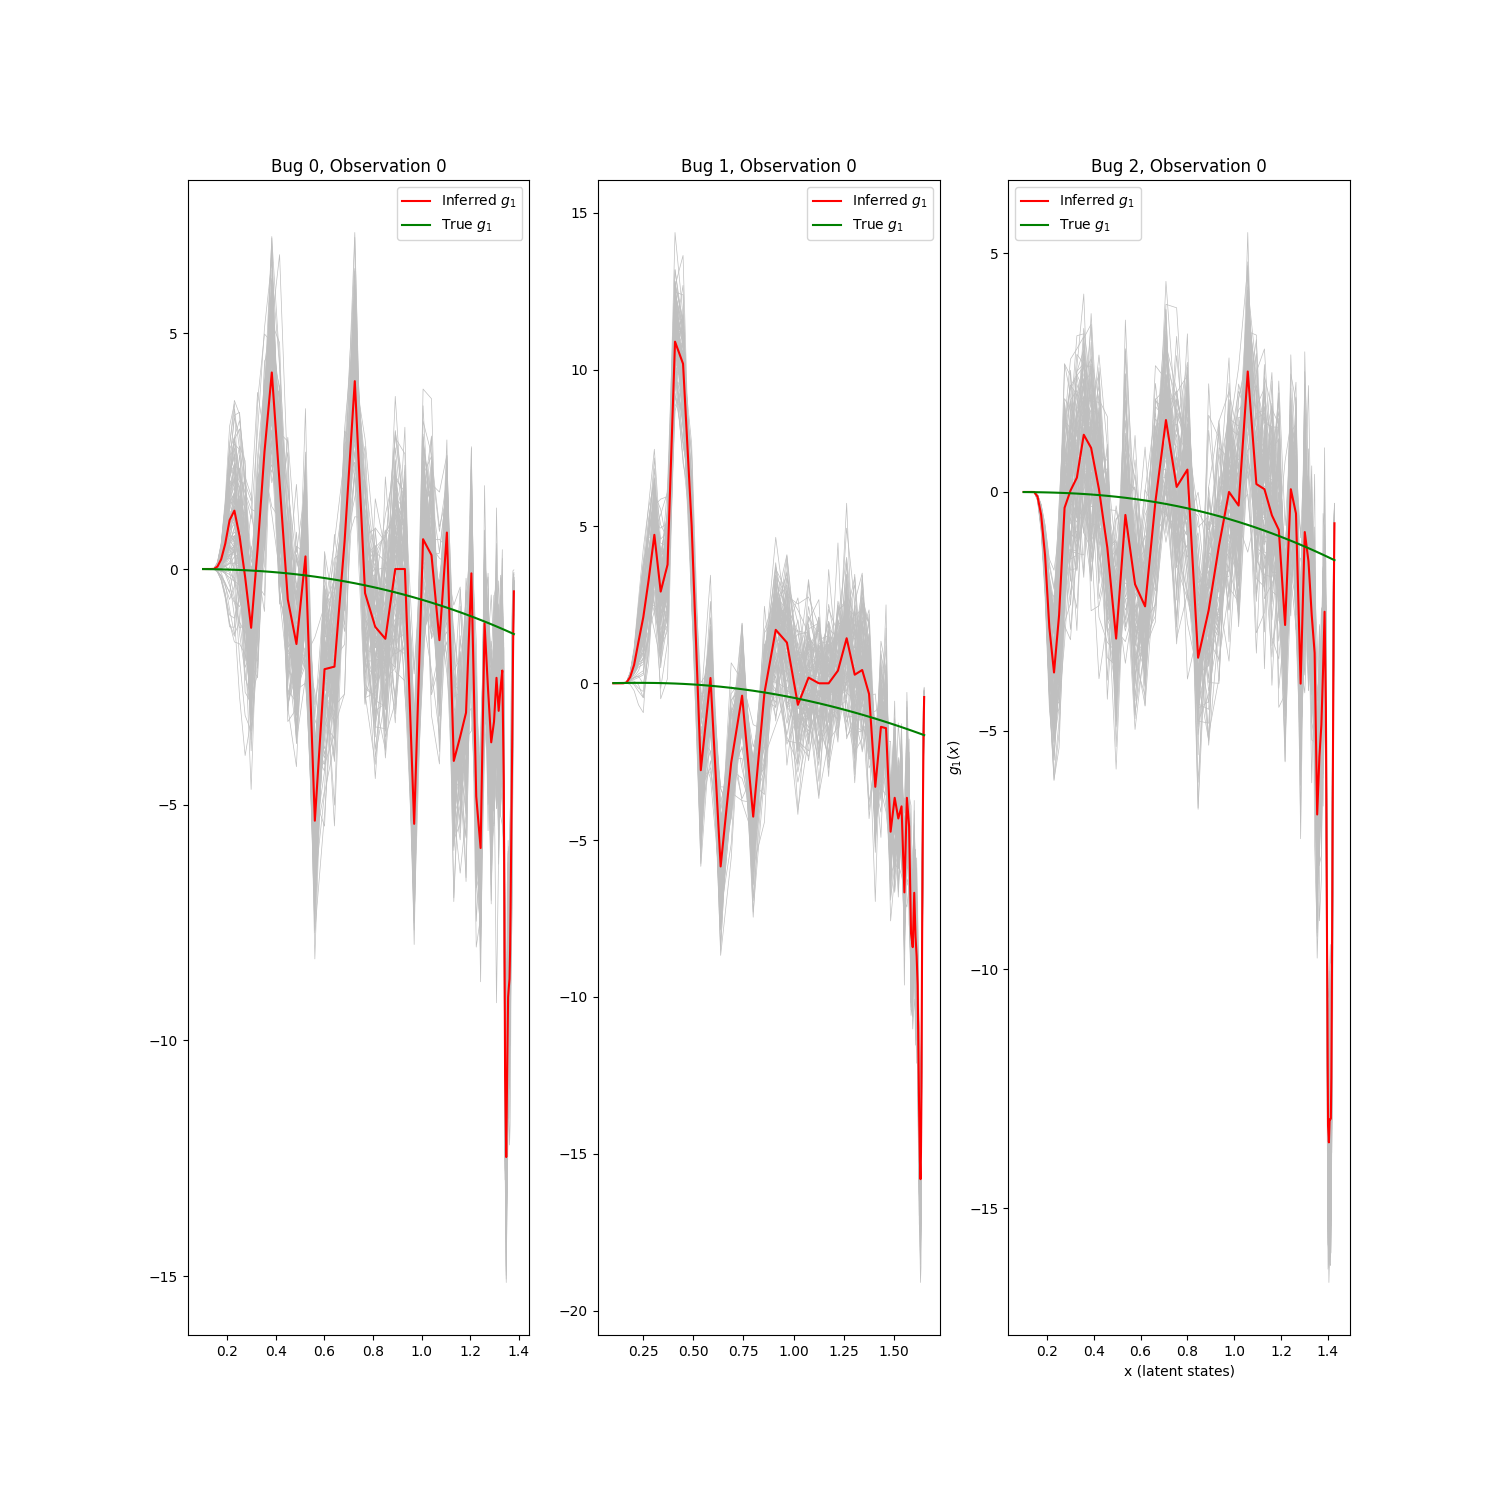 Bug 0, Observation 0
Inferred g₁
True g₁
5
0
−5
−10
−15
0.2 0.4 0.6 0.8 1.0 1.2 1.4
Bug 1, Observation 0
Inferred g₁
True g₁
15
10
5
0
−5
−10
−15
−20
0.25 0.50 0.75 1.00 1.25 1.50
Bug 2, Observation 0
Inferred g₁
True g₁
g₁(x)
5
0
−5
−10
−15
0.2 0.4 0.6 0.8 1.0 1.2 1.4
x (latent states)